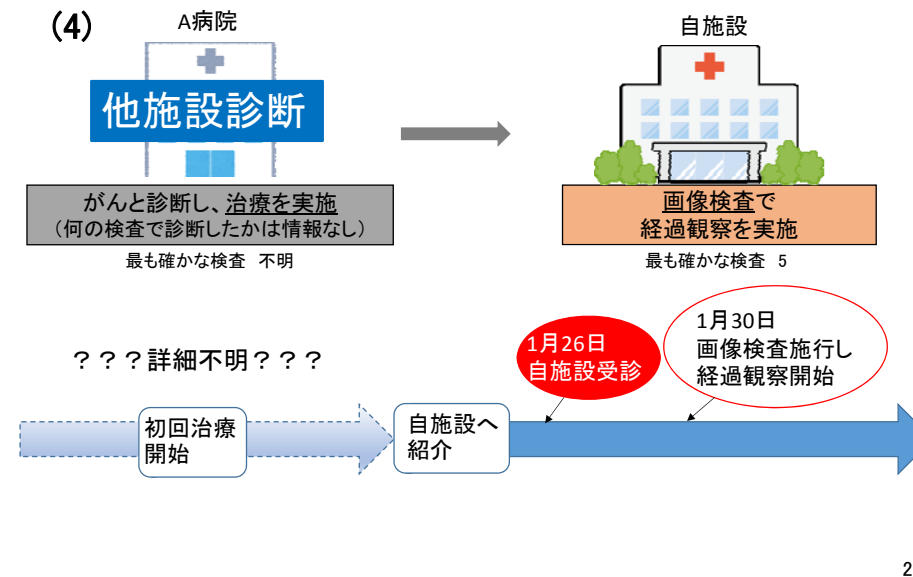 (4)
A病院
自施設
他施設診断
がんと診断し、治療を実施
(何の検査で診断したかは情報なし)
最も確かな検査 不明
画像検査で
経過観察を実施
最も確かな検査 5
???詳細不明???
1月26日
自施設受診
1月30日
画像検査施行し
経過観察開始
初回治療
開始
自施設へ
紹介
2